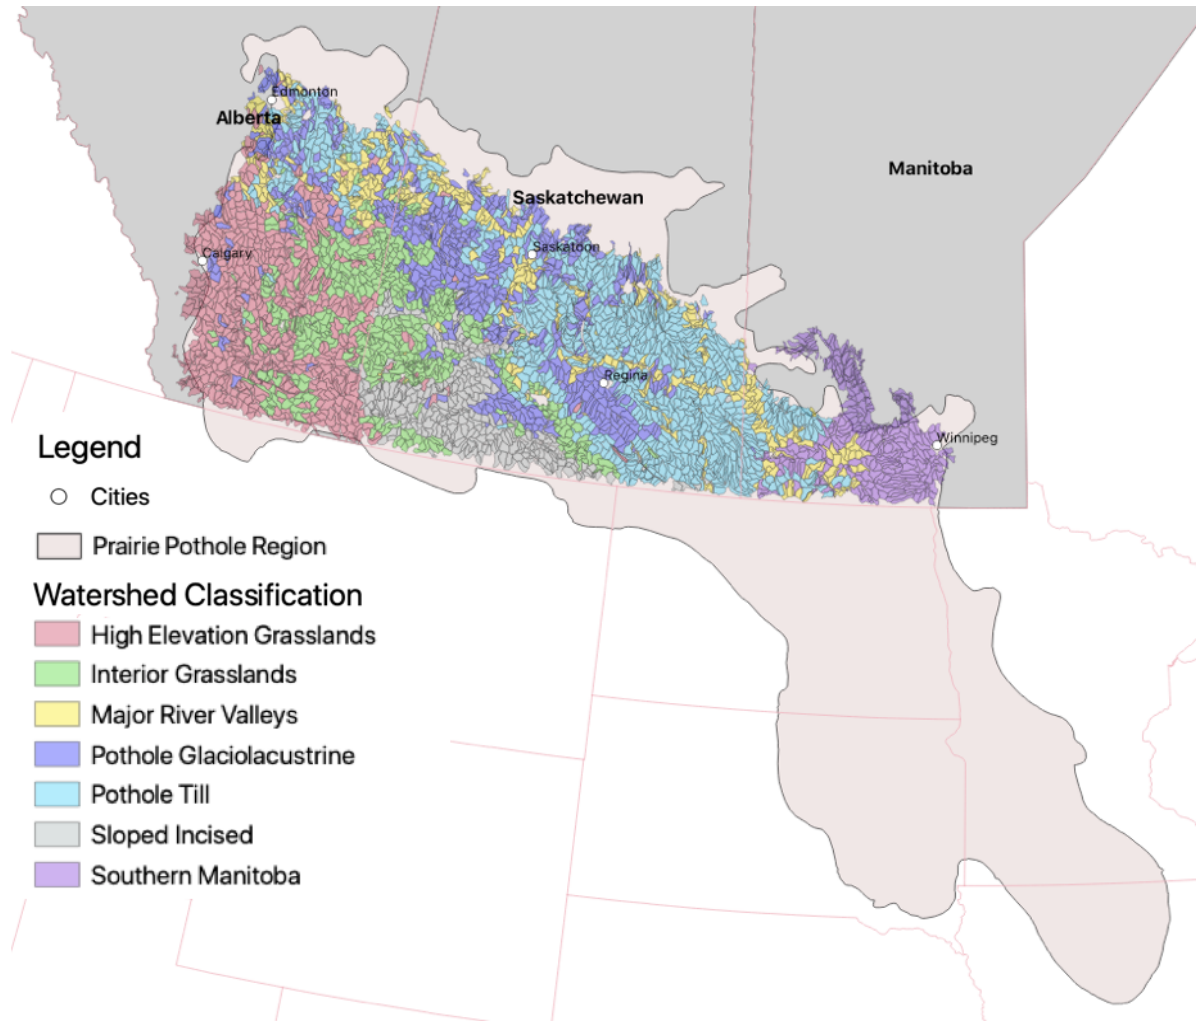 Edmonton
Alberta
Manitoba
Saskatchewan
Saskatoon
Calgary
Regina
Winnipeg
Legend
Cities
Prairie Pothole Region
Watershed Classification
High Elevation Grasslands
Interior Grasslands
Major River Valleys
Pothole Glaciolacustrine
Pothole Till
Sloped Incised
Southern Manitoba